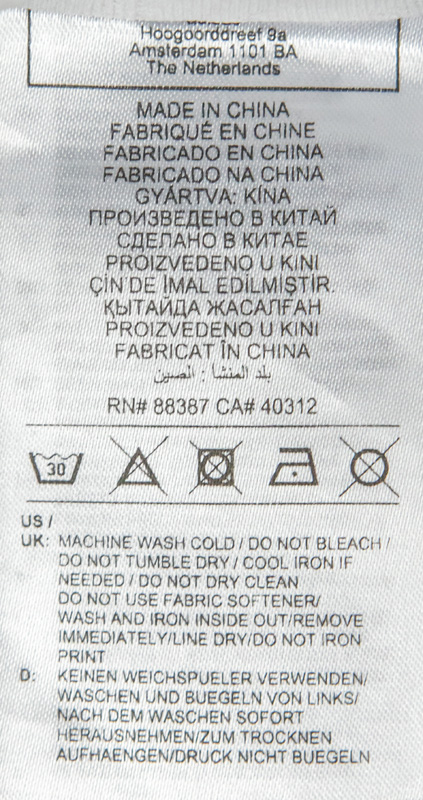 Hoogoorddreef 9a
Amsterdam 1101 BA
The Netherlands
MADE IN CHINA
FABRIQUÉ EN CHINE
FABRICADO EN CHINA
FABRICADO NA CHINA
GYÁRTVA: KÍNA
ПРОИЗВЕДЕНО В КИТАЙ
СДЕЛАНО В КИТАЕ
PROIZVEDENO U KINI
ÇIN'DE İMAL EDİLMİŞTİR.
ҚЫТАЙДА ЖАСАЛҒАН
PROIZVEDENO U KINI
FABRICAT ÎN CHINA
بلد المنشأ : الصين
RN# 88387 CA# 40312
30
US /
UK: MACHINE WASH COLD / DO NOT BLEACH /
DO NOT TUMBLE DRY / COOL IRON IF
NEEDED / DO NOT DRY CLEAN
DO NOT USE FABRIC SOFTENER/
WASH AND IRON INSIDE OUT/REMOVE
IMMEDIATELY/LINE DRY/DO NOT IRON
PRINT
D: KEINEN WEICHSPUELER VERWENDEN/
WASCHEN UND BUEGELN VON LINKS/
NACH DEM WASCHEN SOFORT
HERAUSNEHMEN/ZUM TROCKNEN
AUFHAENGEN/DRUCK NICHT BUEGELN